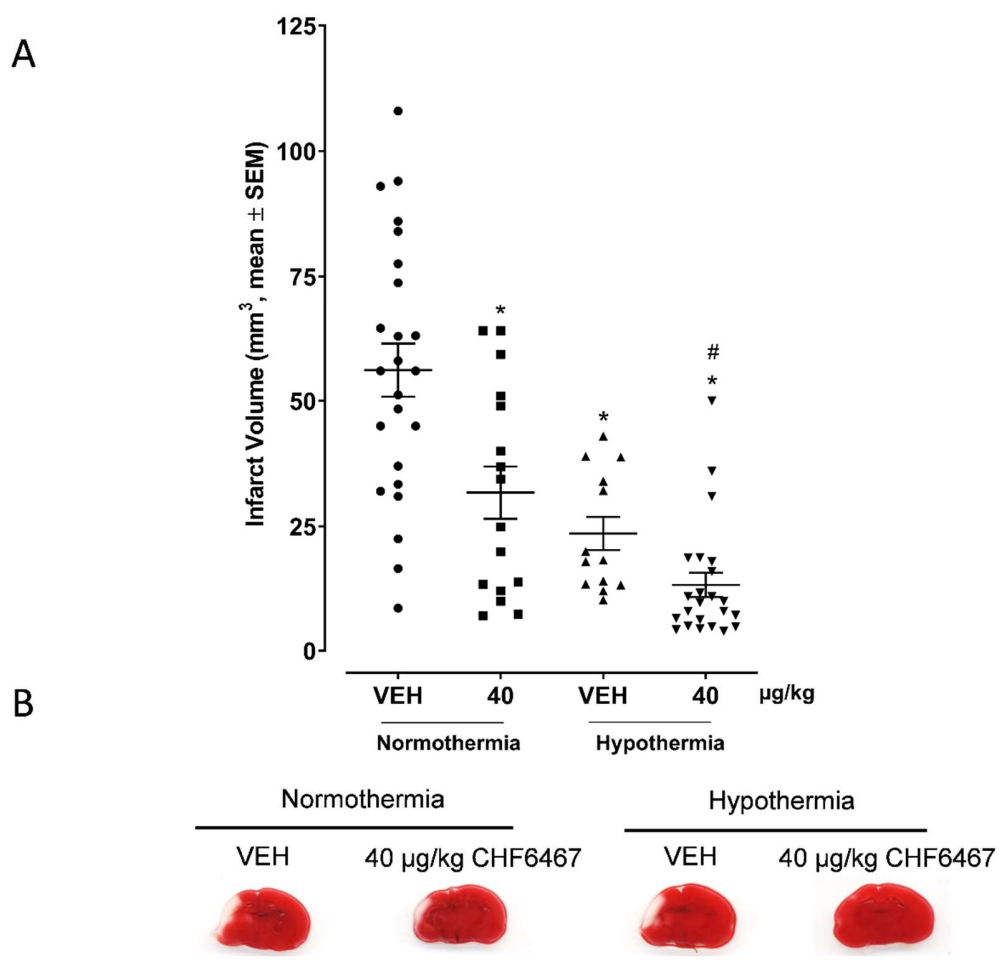 A
Infarct Volume (mm³, mean ± SEM)
125
100
75
50
25
0
*
*
#
*
VEH 40 VEH 40 µg/kg
Normothermia Hypothermia
B
Normothermia Hypothermia
VEH 40 µg/kg CHF6467 VEH 40 µg/kg CHF6467